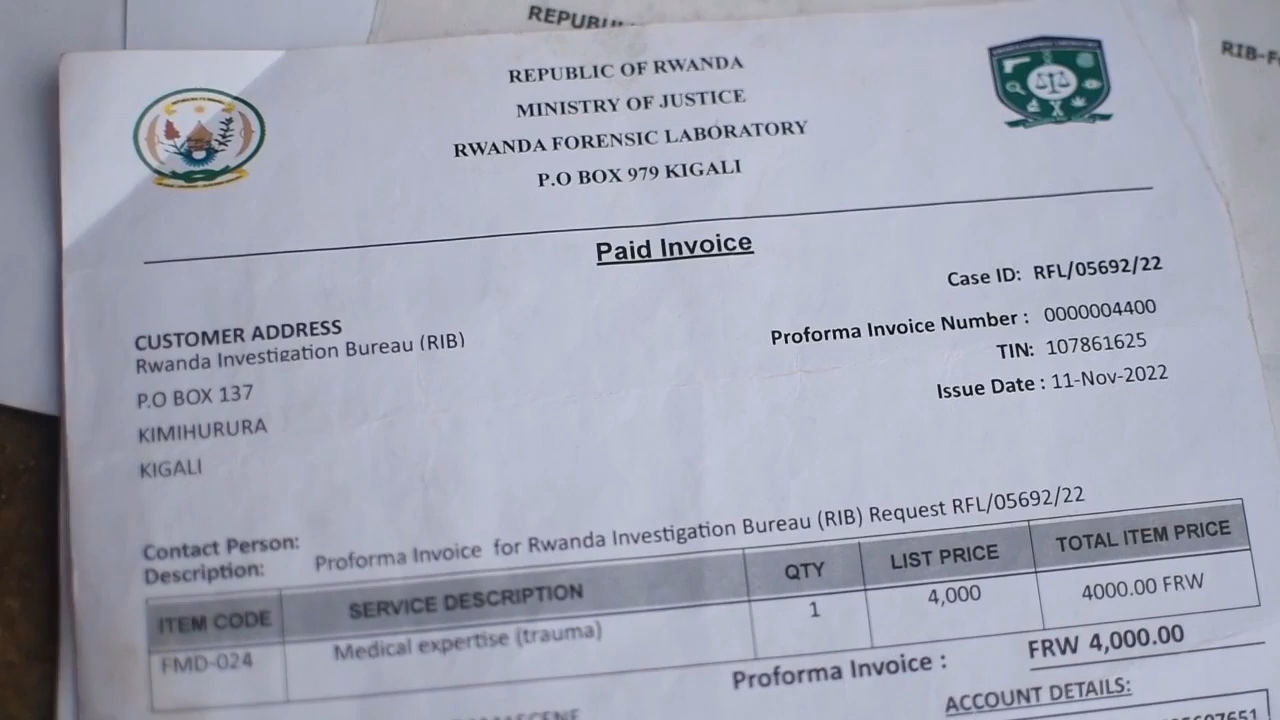 REPUBLIC OF RWANDA
MINISTRY OF JUSTICE
RWANDA FORENSIC LABORATORY
P.O BOX 979 KIGALI
Paid Invoice
Case ID: RFL/05692/22
Proforma Invoice Number : 0000004400
TIN: 107861625
Issue Date : 11-Nov-2022
CUSTOMER ADDRESS
Rwanda Investigation Bureau (RIB)
P.O BOX 137
KIMIHURURA
KIGALI
Contact Person:
Description: Proforma Invoice for Rwanda Investigation Bureau (RIB) Request RFL/05692/22
ITEM CODE SERVICE DESCRIPTION QTY LIST PRICE TOTAL ITEM PRICE
FMD-024 Medical expertise (trauma) 1 4,000 4000.00 FRW
Proforma Invoice : FRW 4,000.00
ACCOUNT DETAILS: